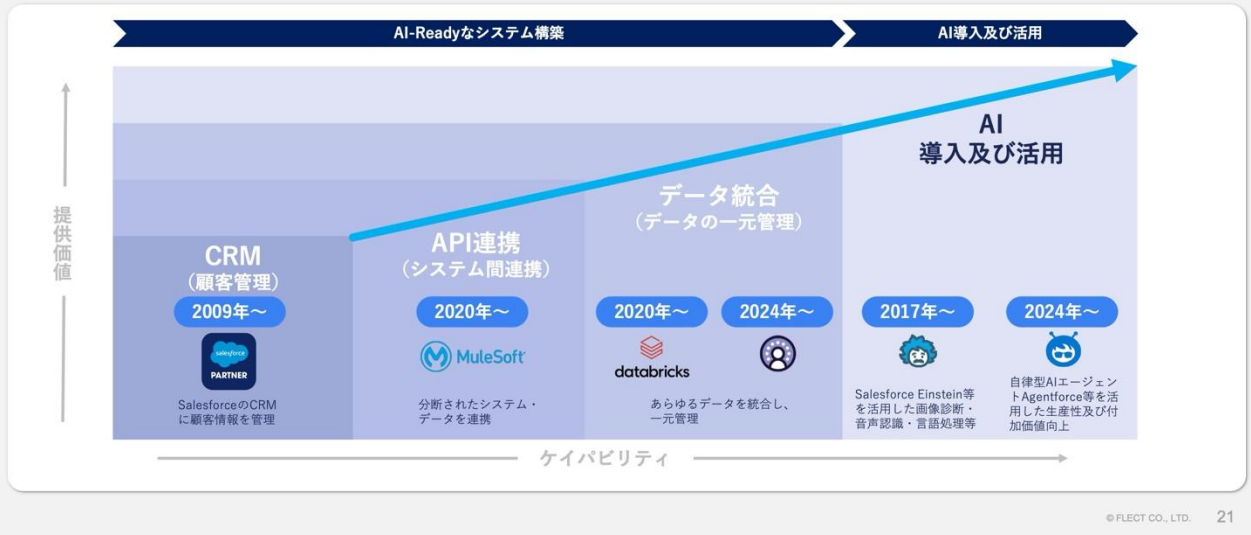 AI-Readyなシステム構築
AI導入及び活用
提供価値
AI
導入及び活用
データ統合
（データの一元管理）
API連携
（システム間連携）
CRM
（顧客管理）
2009年〜
2020年〜
2020年〜
2024年〜
2017年〜
2024年〜
salesforce
PARTNER
MuleSoft
databricks
SalesforceのCRM
に顧客情報を管理
分断されたシステム・
データを連携
あらゆるデータを統合し、
一元管理
Salesforce Einstein等
を活用した画像診断・
音声認識・言語処理等
自律型AIエージェン
トAgentforce等を活
用した生産性及び付
加価値向上
ケイパビリティ
© FLECT CO., LTD.
21